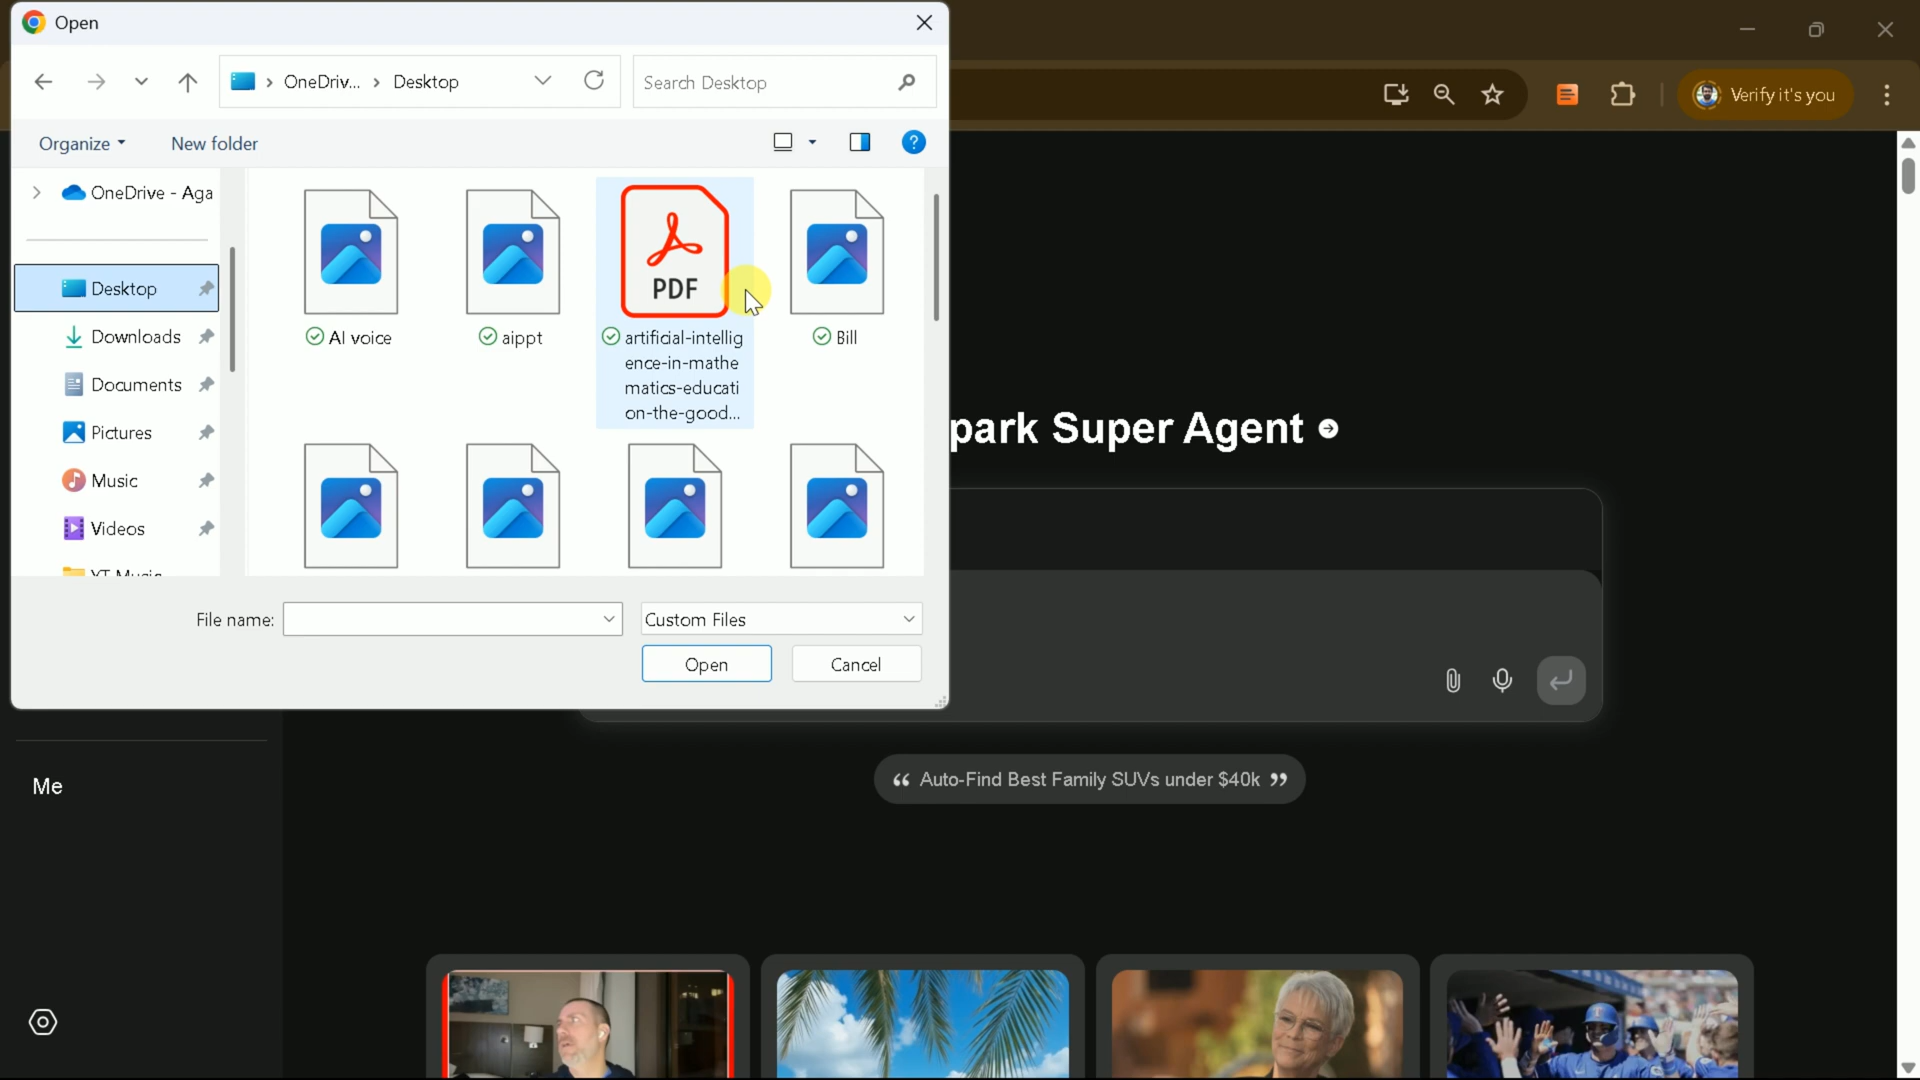 Open
OneDriv... > Desktop
Search Desktop
Verify it's you
Organize
New folder
?
OneDrive - Aga
Desktop
Downloads
Documents
Pictures
Music
Videos
AI voice
aippt
PDF
artificial-intellig
ence-in-mathe
matics-educati
on-the-good...
Bill
park Super Agent
File name:
Custom Files
Open
Cancel
“ Auto-Find Best Family SUVs under $40k ”
Me